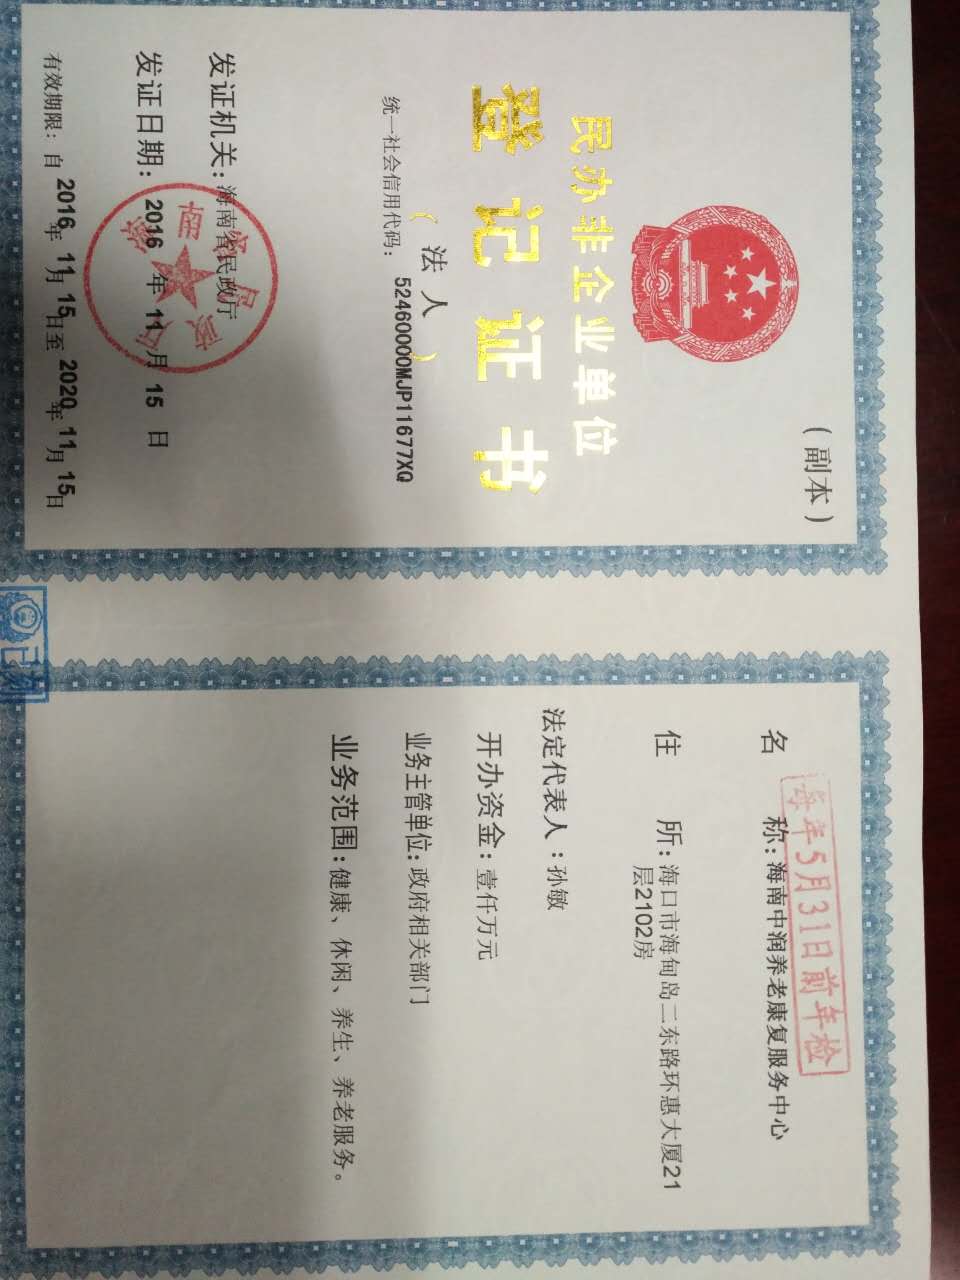 (副本)
民办非企业单位
登记证书
(法人)
统一社会信用代码: 52460000MJP11677XQ
发证机关: 海南省民政厅
发证日期: 2016 年 11 月 15 日
有效期限: 自 2016年 11月 15日至 2020年 11月 15日
每年5月31日前年检
名 称: 海南中润养老康复服务中心
住 所: 海口市海甸岛二东路环惠大厦21
层2102房
法定代表人: 孙敏
开办资金: 壹仟万元
业务主管单位: 政府相关部门
业务范围: 健康、休闲、养生、养老服务。
已刻